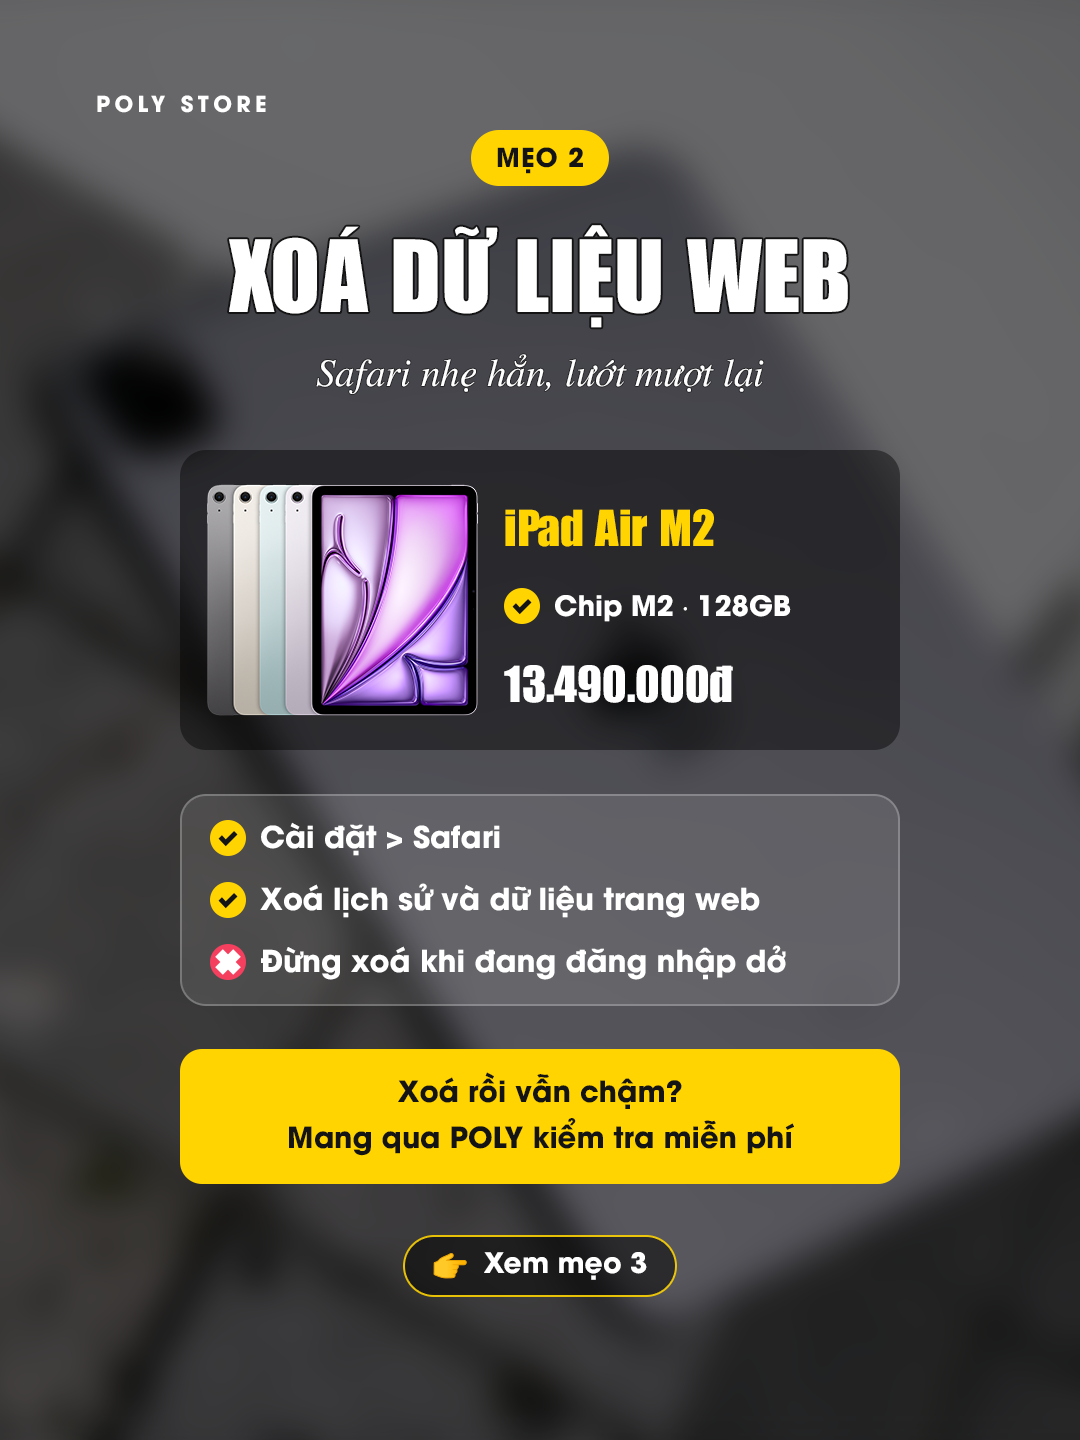 POLY STORE
MẸO 2
XOÁ DỮ LIỆU WEB
Safari nhẹ hẳn, lướt mượt lại
iPad Air M2
Chip M2 · 128GB
13.490.000đ
Cài đặt > Safari
Xoá lịch sử và dữ liệu trang web
Đừng xoá khi đang đăng nhập dở
Xoá rồi vẫn chậm?
Mang qua POLY kiểm tra miễn phí
👉 Xem mẹo 3